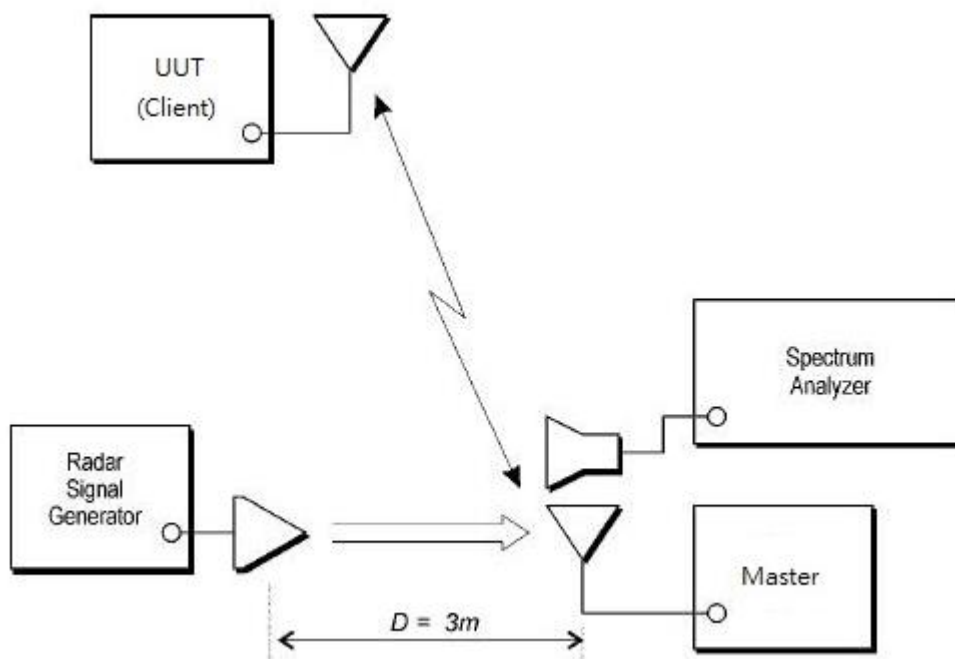 UUT
(Client)
Spectrum
Analyzer
Radar
Signal
Generator
Master
D = 3m